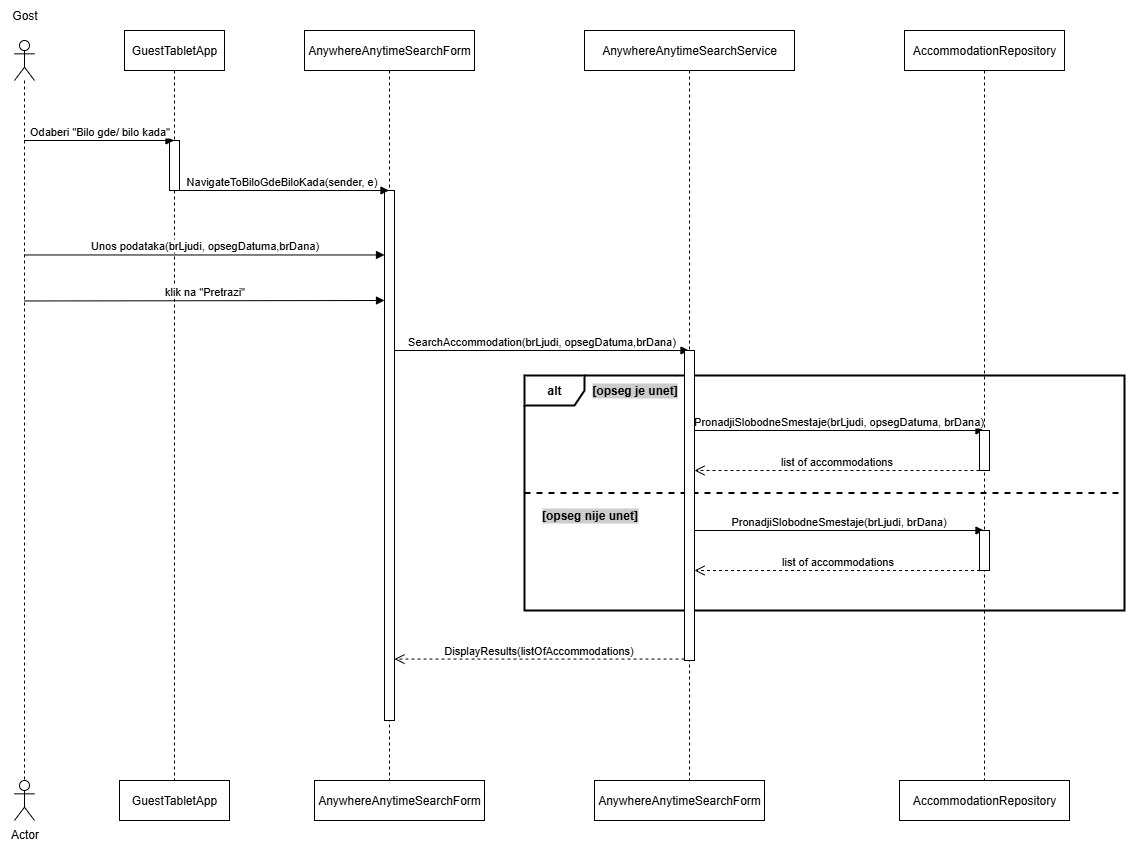 Gost
GuestTabletApp
AnywhereAnytimeSearchForm
AnywhereAnytimeSearchService
AccommodationRepository
Odaberi "Bilo gde/ bilo kada"
NavigateToBiloGdeBiloKada(sender, e)
Unos podataka(brLjudi, opsegDatuma,brDana)
klik na "Pretrazi"
SearchAccommodation(brLjudi, opsegDatuma,brDana)
alt
[opseg je unet]
PronadjiSlobodneSmestaje(brLjudi, opsegDatuma, brDana)
list of accommodations
[opseg nije unet]
PronadjiSlobodneSmestaje(brLjudi, brDana)
list of accommodations
DisplayResults(listOfAccommodations)
GuestTabletApp
AnywhereAnytimeSearchForm
AnywhereAnytimeSearchForm
AccommodationRepository
Actor